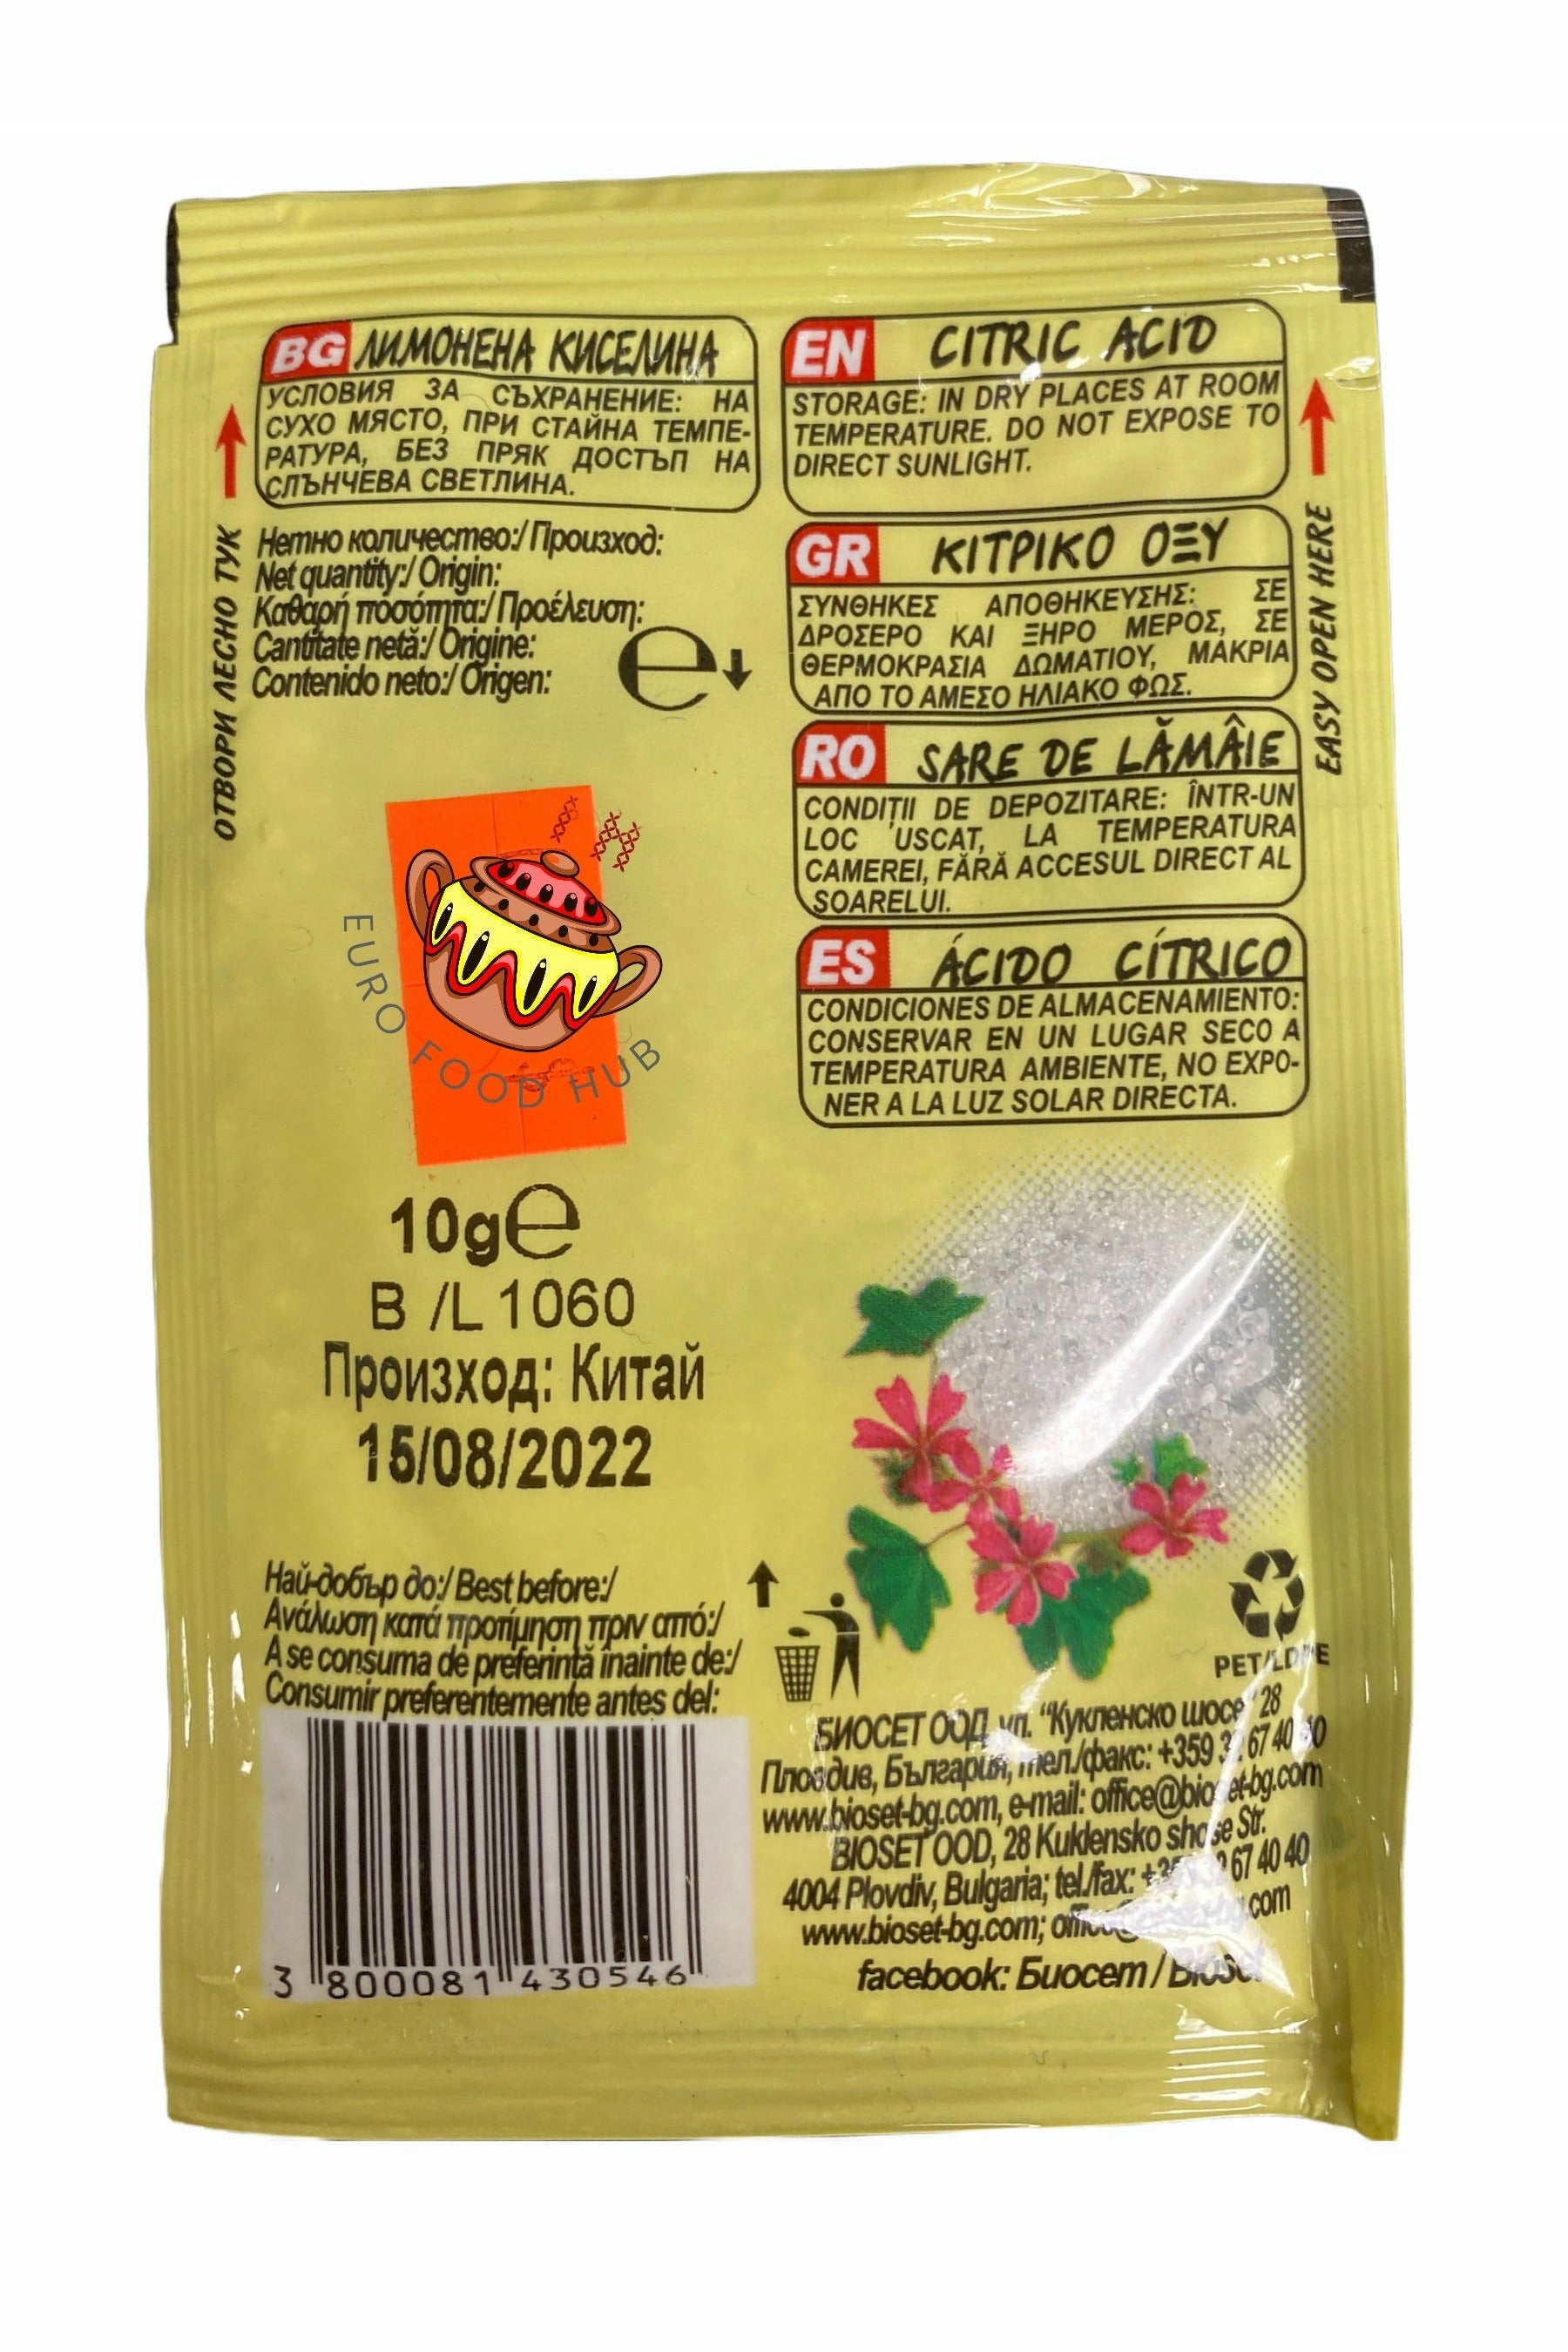 BG ЛИМОНЕНА КИСЕЛИНА
УСЛОВИЯ ЗА СЪХРАНЕНИЕ: НА
СУХО МЯСТО, ПРИ СТАЙНА ТЕМПЕ-
РАТУРА, БЕЗ ПРЯК ДОСТЪП НА
СЛЪНЧЕВА СВЕТЛИНА.
ОТВОРИ ЛЕСНО ТУК
Нетно количество:/ Произход:
Net quantity:/ Origin:
Καθαρή ποσότητα:/ Προέλευση:
Cantitate netă:/ Origine:
Contenido neto:/ Origen:
e
EN CITRIC ACID
STORAGE: IN DRY PLACES AT ROOM
TEMPERATURE. DO NOT EXPOSE TO
DIRECT SUNLIGHT.
EASY OPEN HERE
GR ΚΙΤΡΙΚΟ ΟΞΥ
ΣΥΝΘΗΚΕΣ ΑΠΟΘΗΚΕΥΣΗΣ: ΣΕ
ΔΡΟΣΕΡΟ ΚΑΙ ΞΗΡΟ ΜΕΡΟΣ, ΣΕ
ΘΕΡΜΟΚΡΑΣΙΑ ΔΩΜΑΤΙΟΥ, ΜΑΚΡΙΑ
ΑΠΟ ΤΟ ΑΜΕΣΟ ΗΛΙΑΚΟ ΦΩΣ.
RO SARE DE LĂMÂIE
CONDIȚII DE DEPOZITARE: ÎNTR-UN
LOC USCAT, LA TEMPERATURA
CAMEREI, FĂRĂ ACCESUL DIRECT AL
SOARELUI.
ES ÁCIDO CÍTRICO
CONDICIONES DE ALMACENAMIENTO:
CONSERVAR EN UN LUGAR SECO A
TEMPERATURA AMBIENTE, NO EXPO-
NER A LA LUZ SOLAR DIRECTA.
EURO FOOD HUB
10g e
B /L 1060
Произход: Китай
15/08/2022
Най-добър до:/ Best before:/
Ανάλωση κατά προτίμηση πριν από:/
A se consuma de preferintă înainte de:/
Consumir preferentemente antes del:
3 800081 430546
PET/LDPE
БИОСЕТ ООД, ул. "Кукленско шосе" 28
Пловдив, България, тел./факс: +359 67 40
www.bioset-bg.com, e-mail: office@bioset-bg.com
BIOSET OOD, 28 Kuklensko shose Str.
4004 Plovdiv, Bulgaria; tel./fax: 67 40 40
www.bioset-bg.com;
facebook: Биосет / Bioset